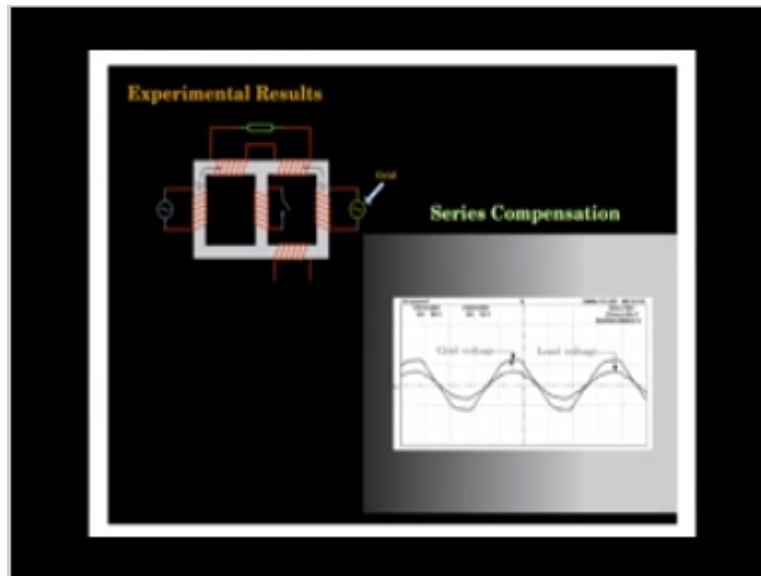 Experimental Results
Grid
Series Compensation
Grid voltage
Load voltage